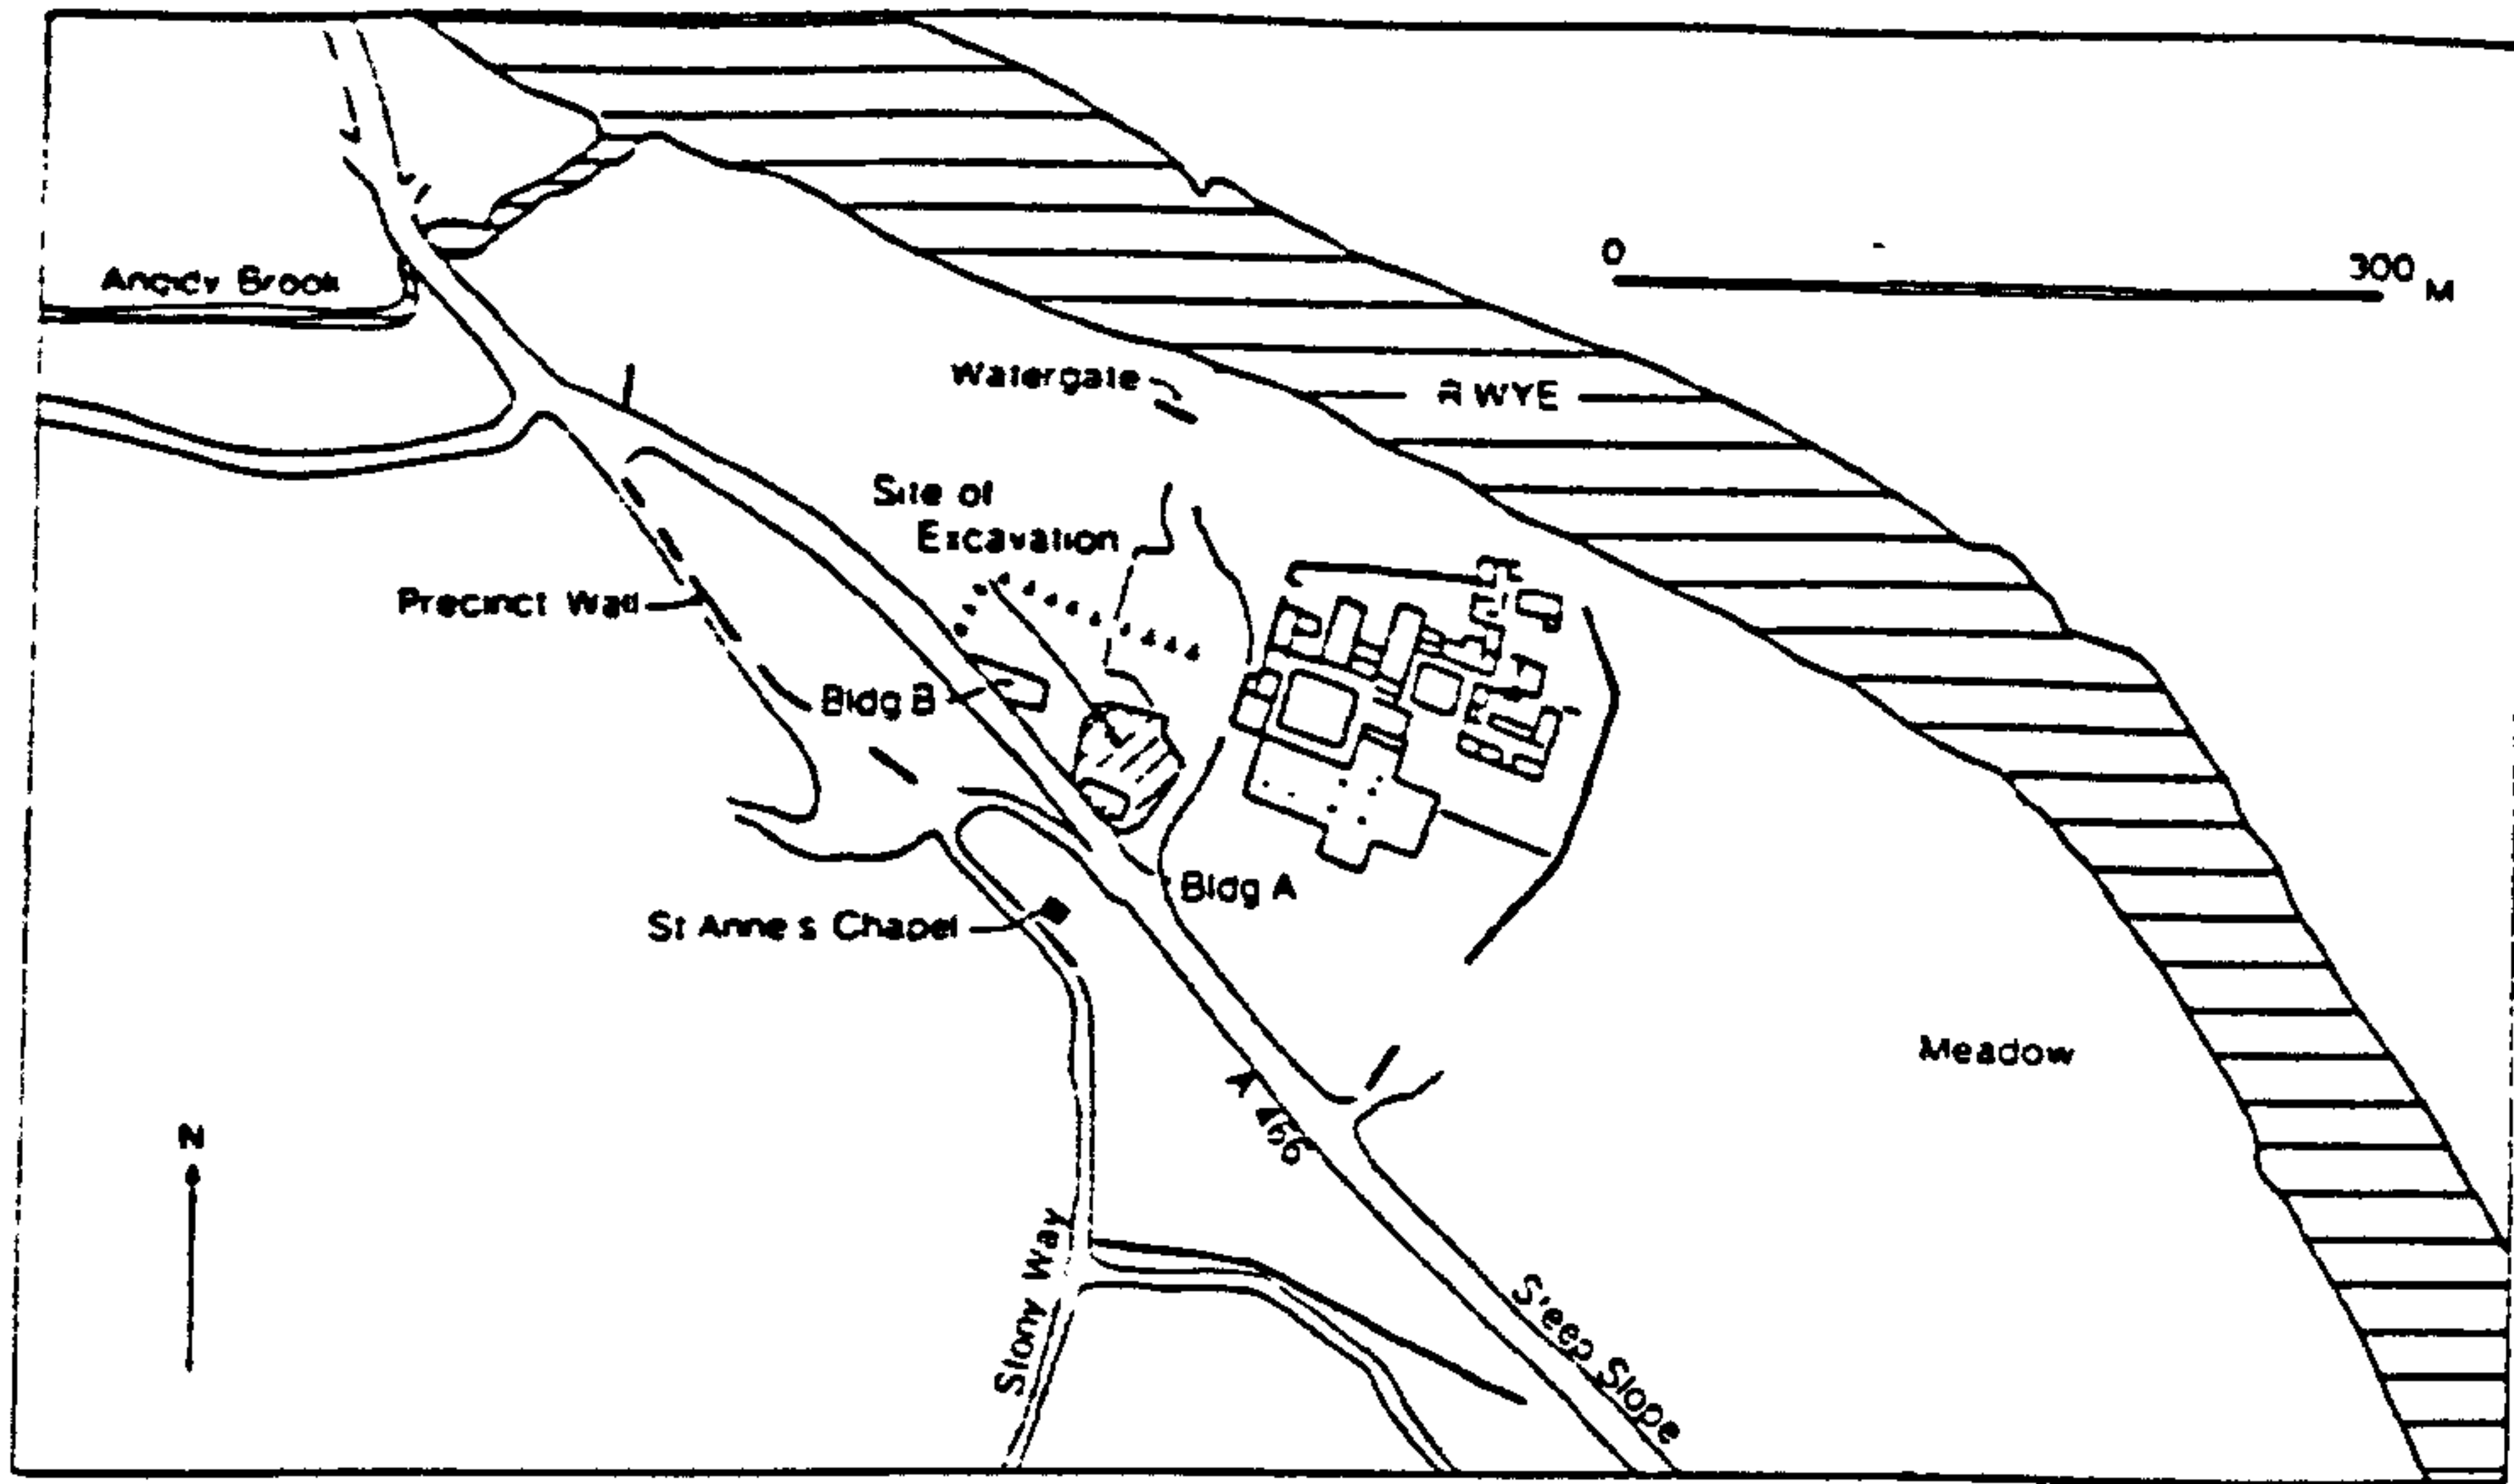 0 300 M
Angidy Brook
Watergate
R WYE
Site of
Excavation
Precinct Wall
Bldg B
Bldg A
St Anne s Chapel
Meadow
A 466
N
Stony Way
Steep Slope